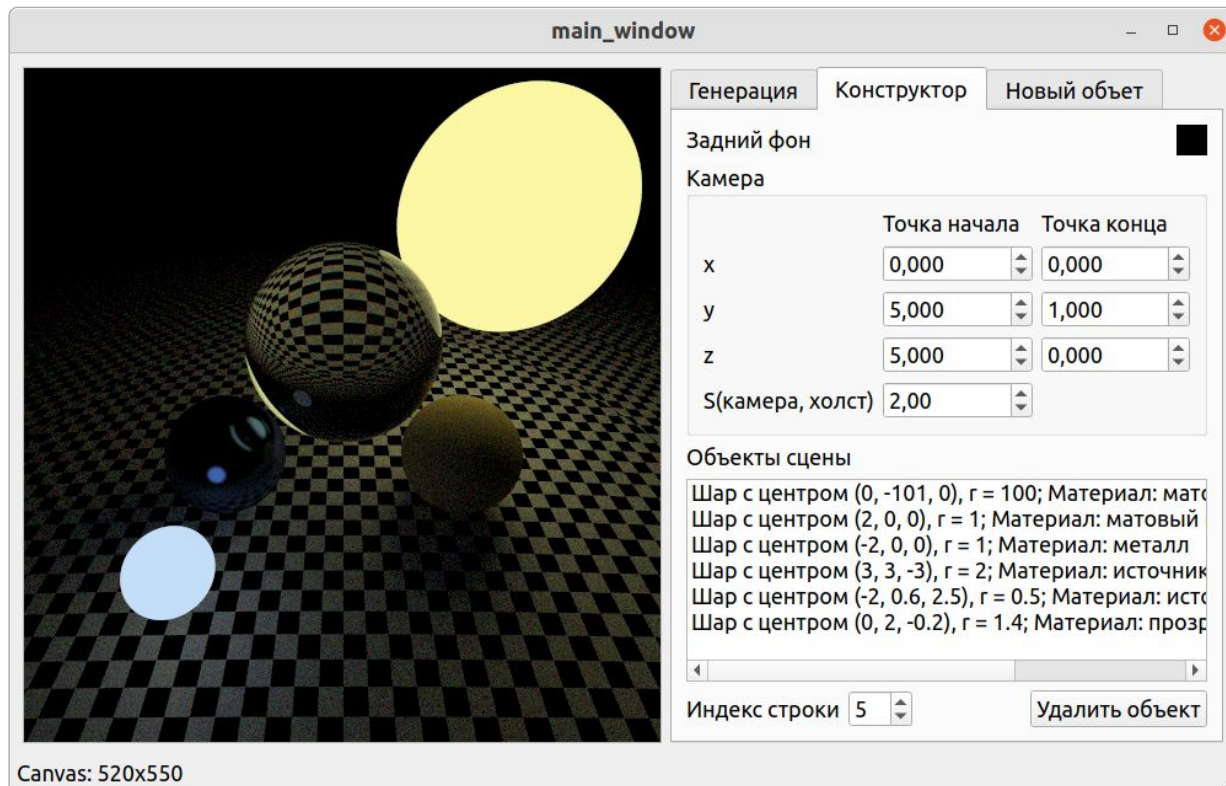 main_window
Генерация Конструктор Новый объет
Задний фон
Камера
Точка начала Точка конца
x 0,000 0,000
y 5,000 1,000
z 5,000 0,000
S(камера, холст) 2,00
Объекты сцены
Шар с центром (0, -101, 0), r = 100; Материал: мато
Шар с центром (2, 0, 0), r = 1; Материал: матовый
Шар с центром (-2, 0, 0), r = 1; Материал: металл
Шар с центром (3, 3, -3), r = 2; Материал: источник
Шар с центром (-2, 0.6, 2.5), r = 0.5; Материал: исто
Шар с центром (0, 2, -0.2), r = 1.4; Материал: прозр
Индекс строки 5 Удалить объект
Canvas: 520x550